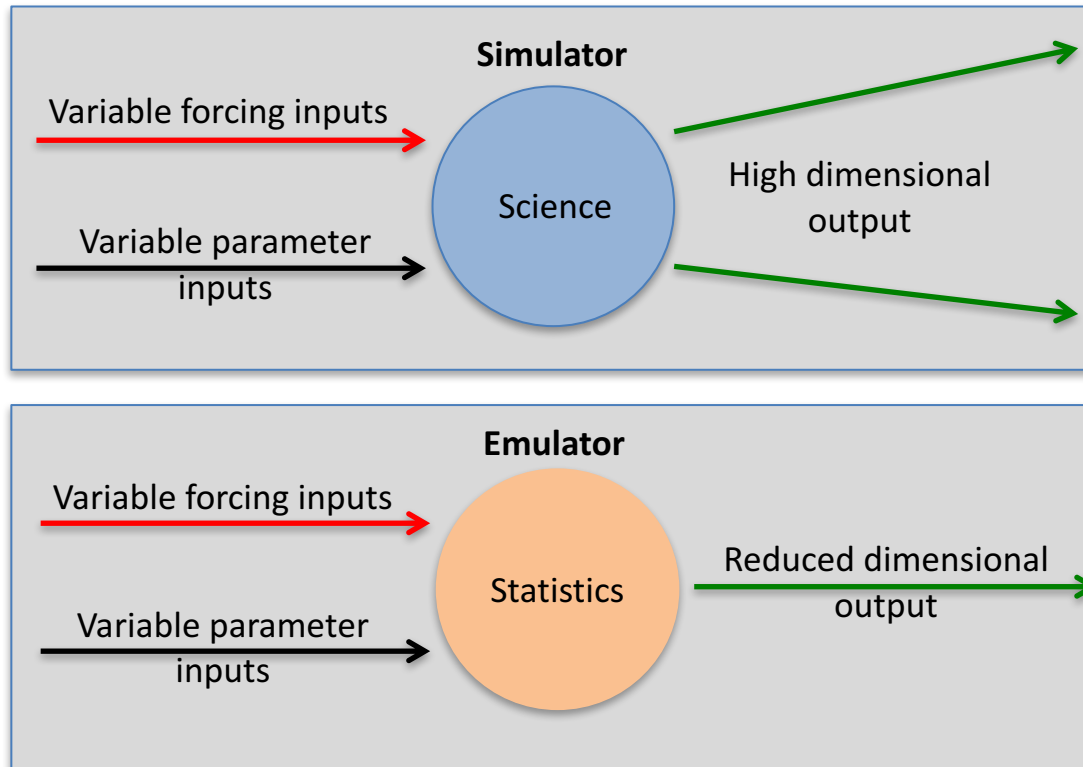 Simulator
Variable forcing inputs
Variable parameter
inputs
Science
High dimensional
output
Emulator
Variable forcing inputs
Variable parameter
inputs
Statistics
Reduced dimensional
output